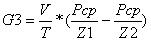 G3 = V/T * (Pcp/Z1 − Pcp/Z2)